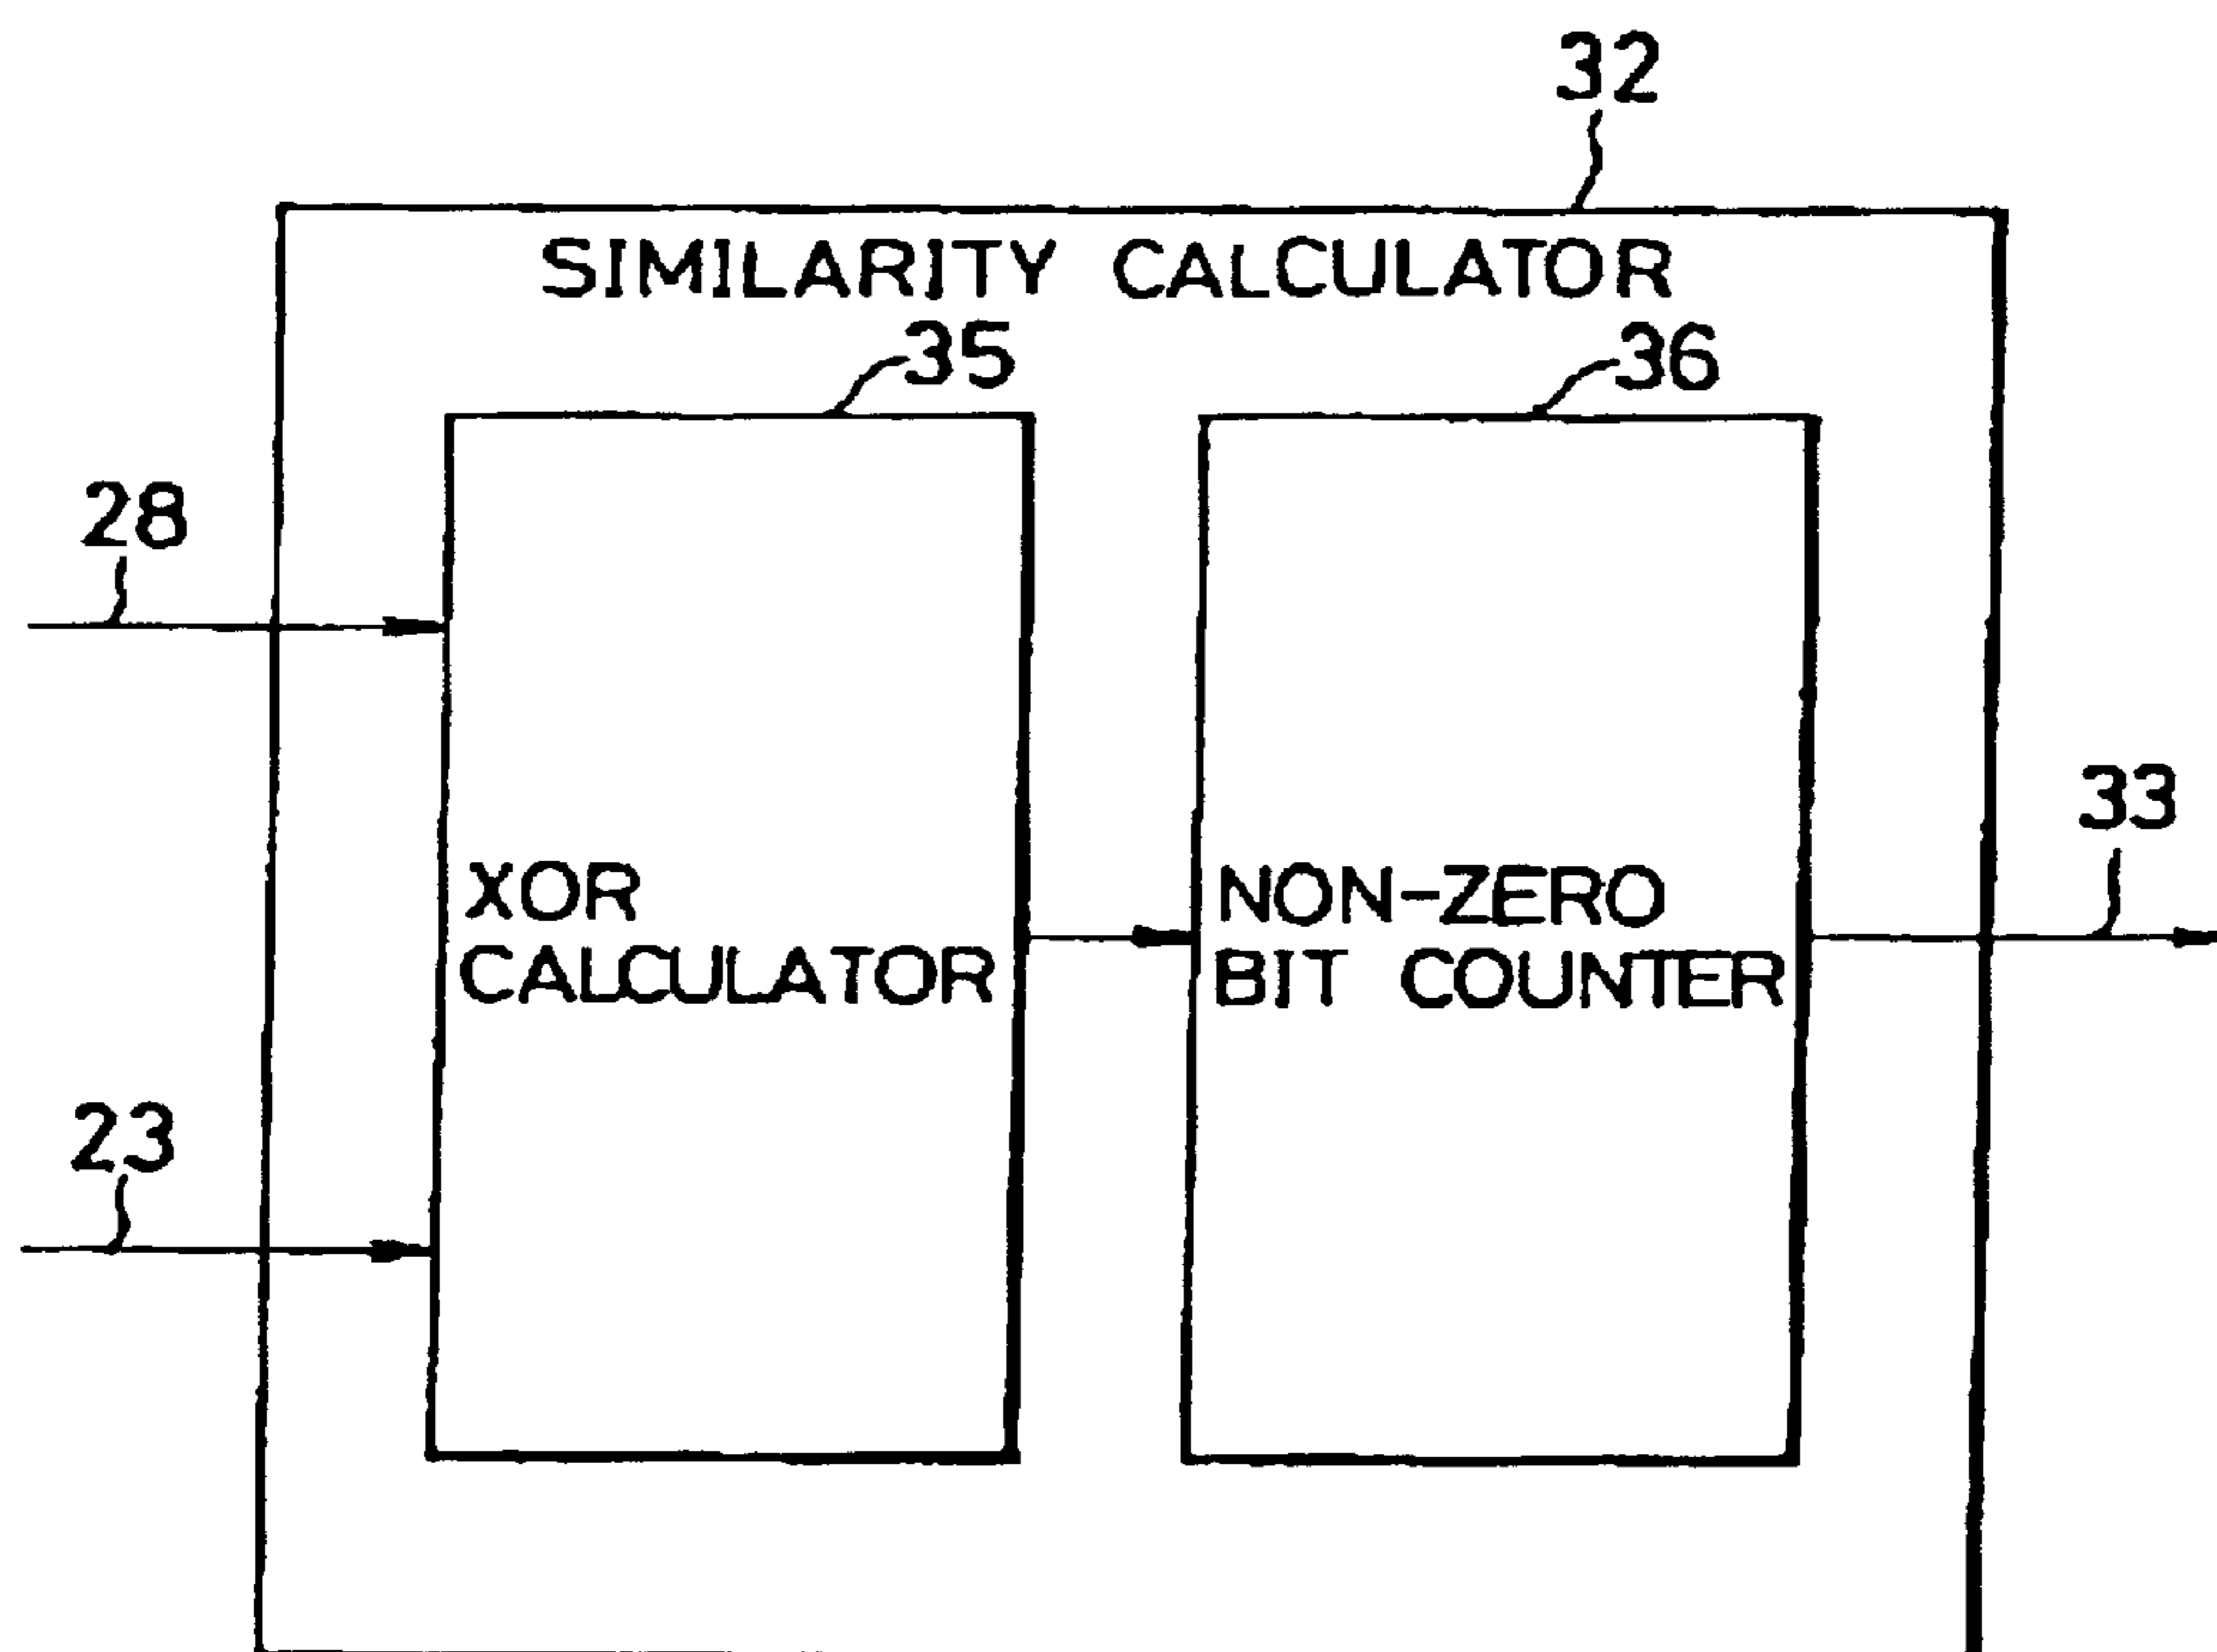 32
SIMILARITY CALCULATOR
35
36
28
33
XOR
CALCULATOR
NON-ZERO
BIT COUNTER
23